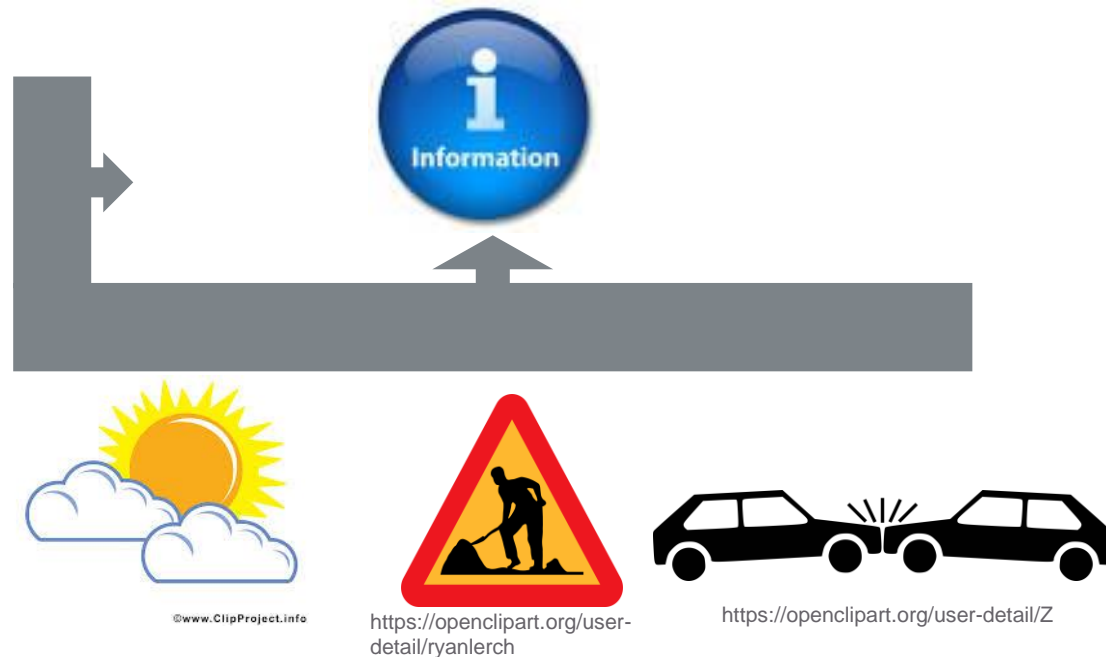 i
Information
©www.ClipProject.info
https://openclipart.org/user-
detail/ryanlerch
https://openclipart.org/user-detail/Z